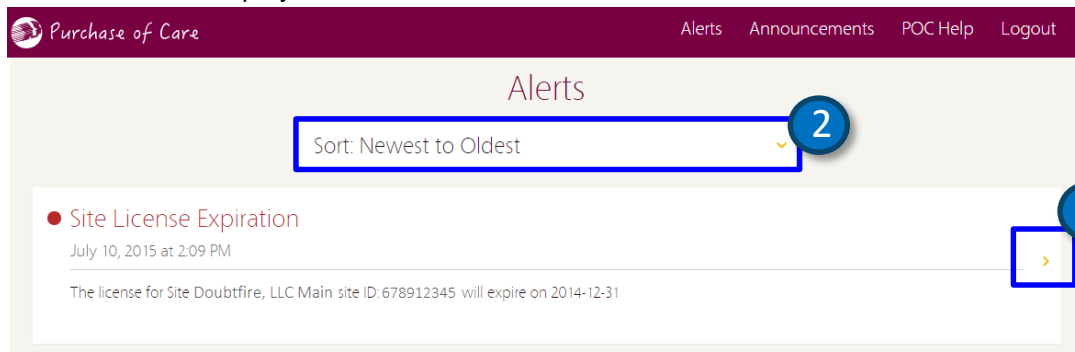 Purchase of Care Alerts Announcements POC Help Logout
Alerts
Sort: Newest to Oldest
2
Site License Expiration
July 10, 2015 at 2:09 PM
The license for Site Doubtfire, LLC Main site ID:678912345 will expire on 2014-12-31